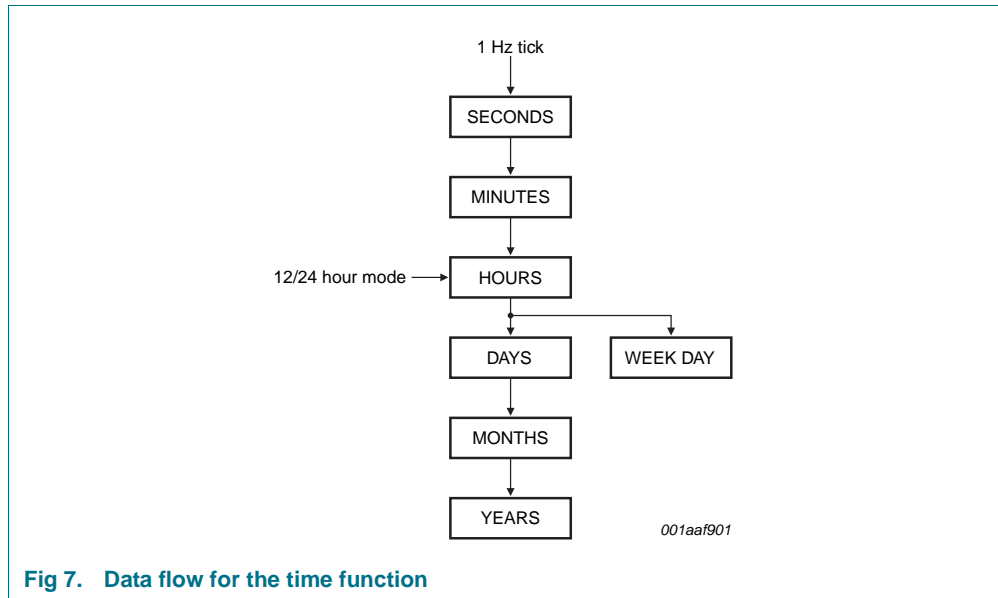 1 Hz tick
SECONDS
MINUTES
12/24 hour mode
HOURS
DAYS
WEEK DAY
MONTHS
YEARS
001aaf901
Fig 7. Data flow for the time function